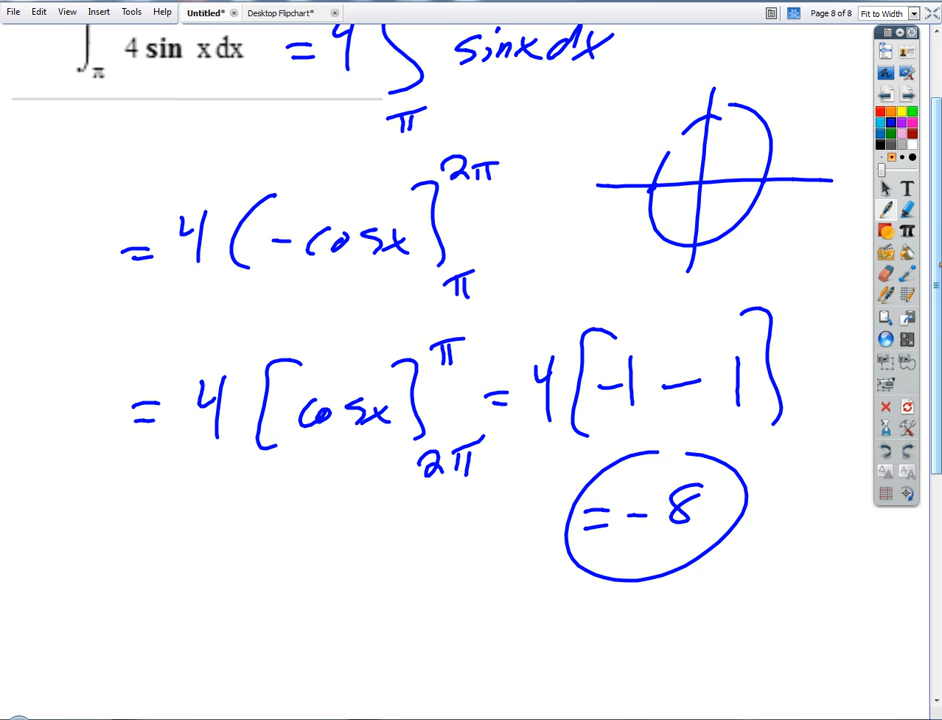 File Edit View Insert Tools Help Untitled* Desktop Flipchart* Page 8 of 8 Fit to Width
∫π 4 sin x dx = 4 ∫π sinx dx
= 4 ( - cosx ]π 2π
= 4 [ cosx ]2π π = 4 [ -1 - 1 ]
= - 8